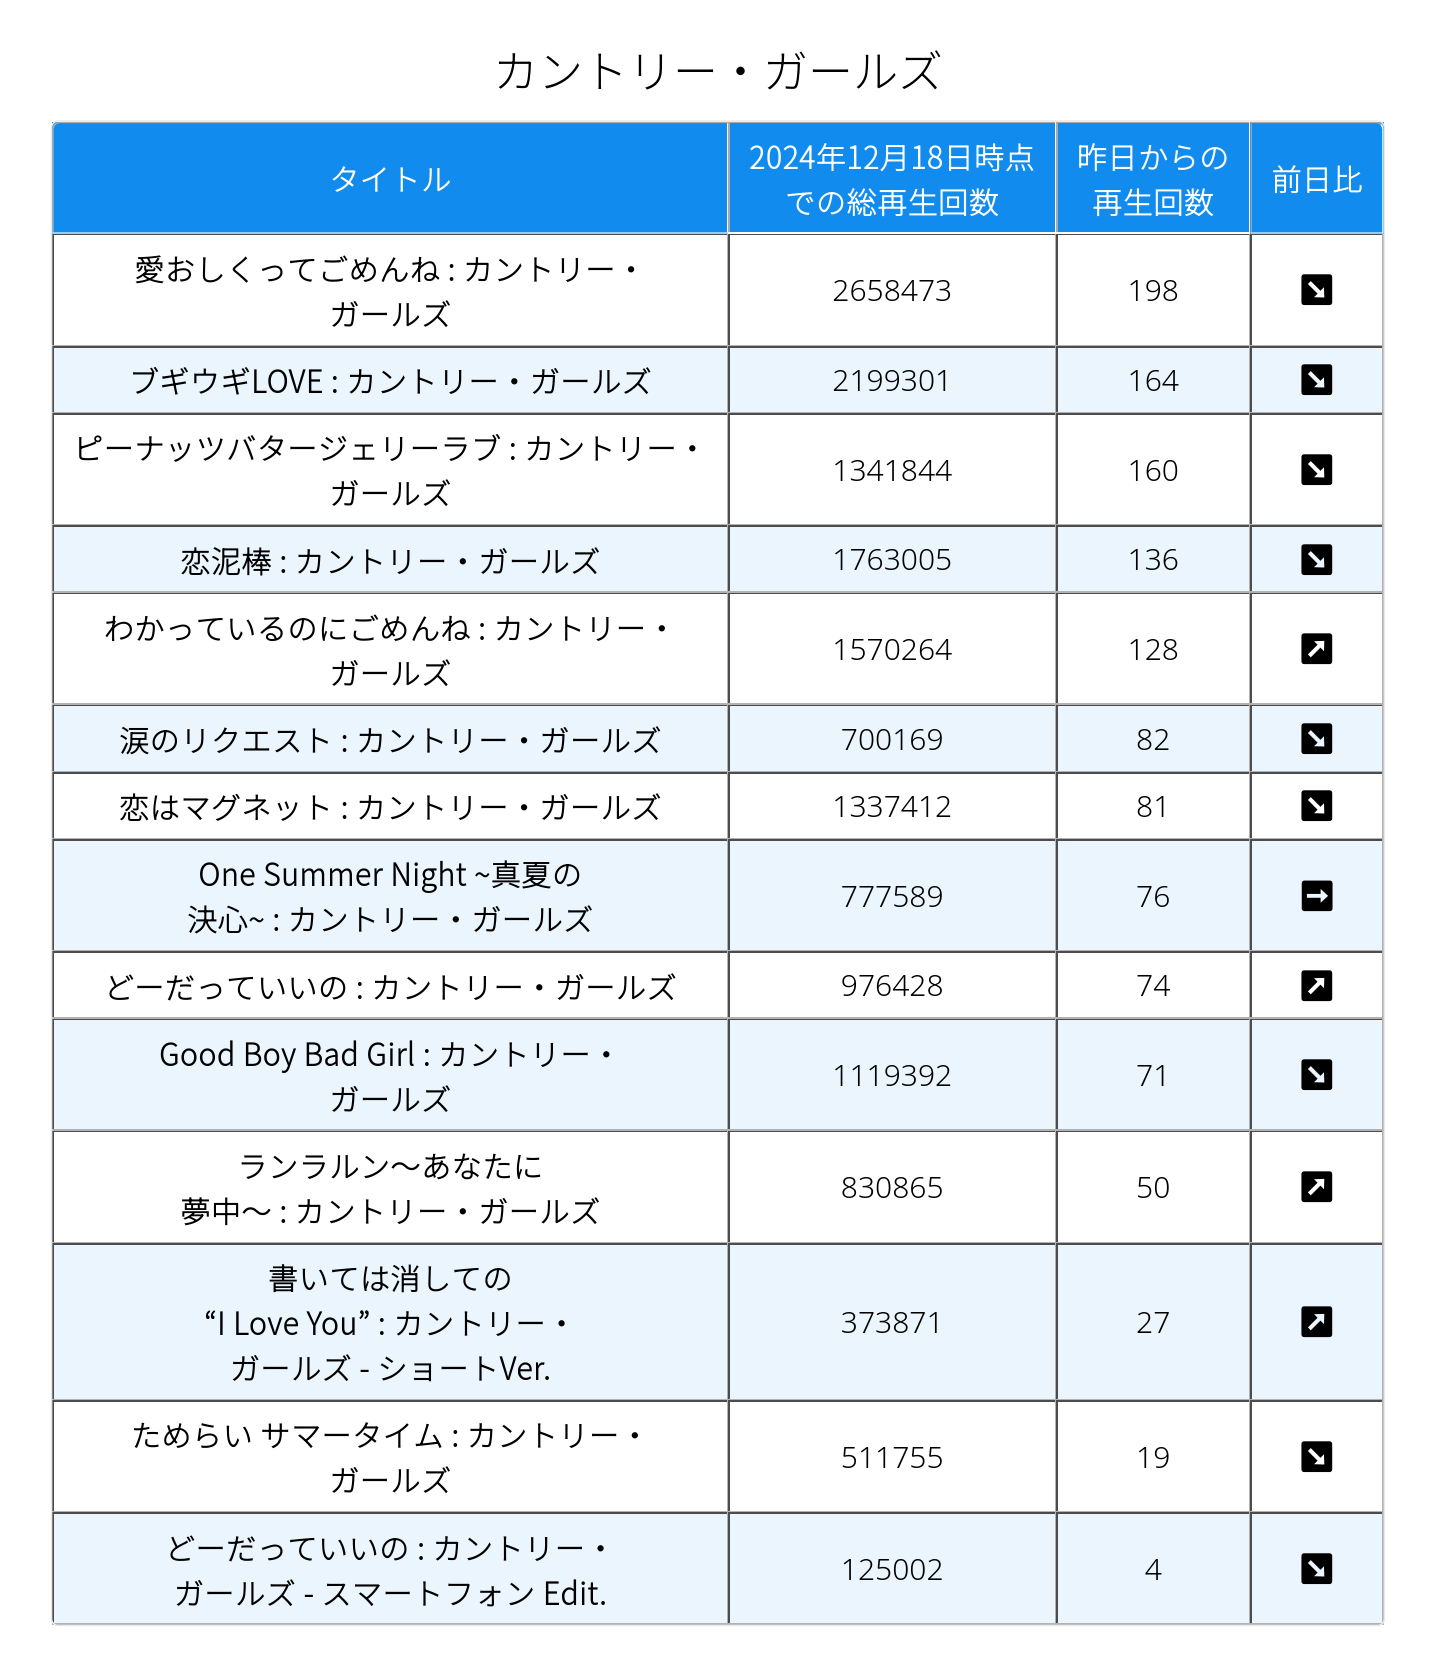 カントリー・ガールズ
タイトル
2024年12月18日時点
での総再生回数
昨日からの
再生回数
前日比
愛おしくってごめんね : カントリー・
ガールズ
2658473
198
ブギウギLOVE : カントリー・ガールズ
2199301
164
ピーナッツバタージェリーラブ : カントリー・
ガールズ
1341844
160
恋泥棒 : カントリー・ガールズ
1763005
136
わかっているのにごめんね : カントリー・
ガールズ
1570264
128
涙のリクエスト : カントリー・ガールズ
700169
82
恋はマグネット : カントリー・ガールズ
1337412
81
One Summer Night ~真夏の
決心~ : カントリー・ガールズ
777589
76
どーだっていいの : カントリー・ガールズ
976428
74
Good Boy Bad Girl : カントリー・
ガールズ
1119392
71
ランラルン〜あなたに
夢中〜 : カントリー・ガールズ
830865
50
書いては消しての
“I Love You” : カントリー・
ガールズ - ショートVer.
373871
27
ためらい サマータイム : カントリー・
ガールズ
511755
19
どーだっていいの : カントリー・
ガールズ - スマートフォン Edit.
125002
4